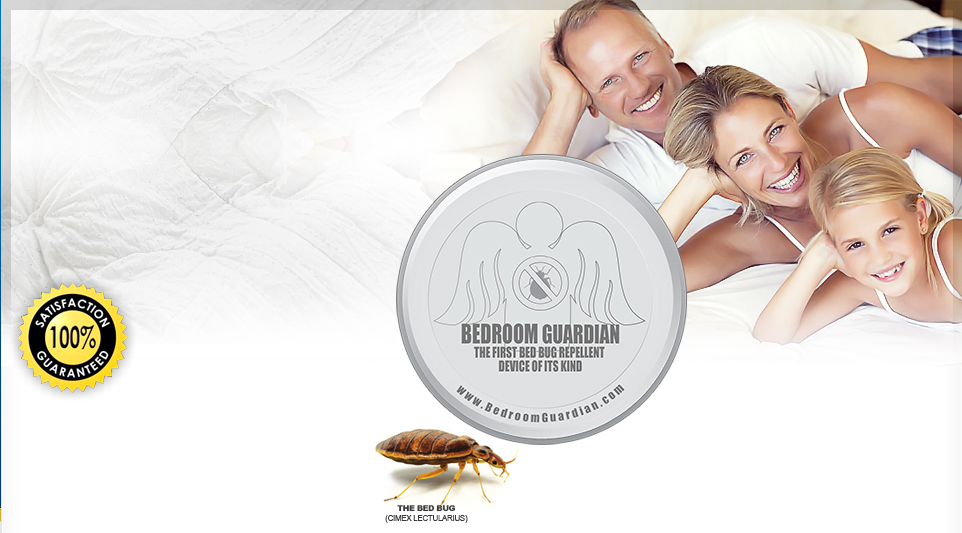 SATISFACTION
100%
GUARANTEED
BEDROOM GUARDIAN
THE FIRST BED BUG REPELLENT
DEVICE OF ITS KIND
www.BedroomGuardian.com
THE BED BUG
(CIMEX LECTULARIUS)